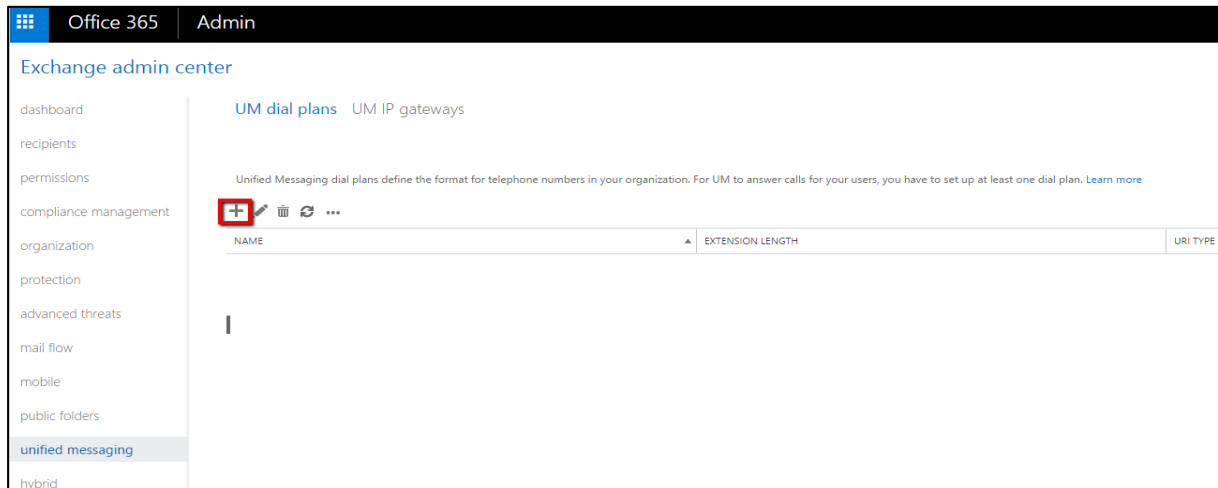 Office 365 Admin
Exchange admin center
dashboard
recipients
permissions
compliance management
organization
protection
advanced threats
mail flow
mobile
public folders
unified messaging
hybrid
UM dial plans UM IP gateways
Unified Messaging dial plans define the format for telephone numbers in your organization. For UM to answer calls for your users, you have to set up at least one dial plan. Learn more
NAME EXTENSION LENGTH URI TYPE